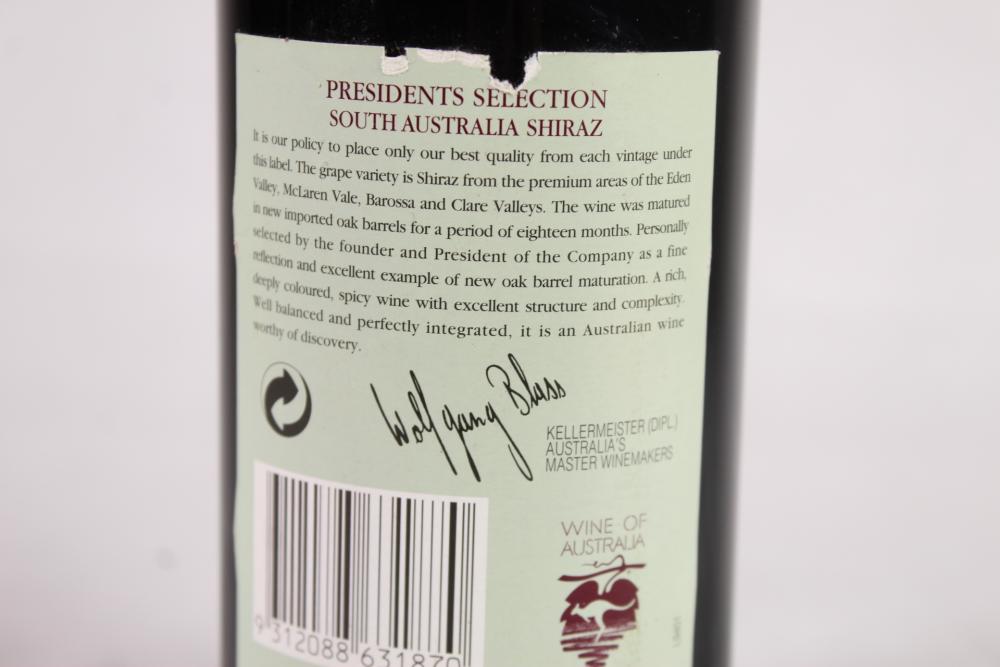 PRESIDENTS SELECTION
SOUTH AUSTRALIA SHIRAZ
It is our policy to place only our best quality from each vintage under
this label. The grape variety is Shiraz from the premium areas of the Eden
Valley, McLaren Vale, Barossa and Clare Valleys. The wine was matured
in new imported oak barrels for a period of eighteen months. Personally
selected by the founder and President of the Company as a fine
reflection and excellent example of new oak barrel maturation. A rich,
deeply coloured, spicy wine with excellent structure and complexity.
Well balanced and perfectly integrated, it is an Australian wine
worthy of discovery.
Wolfgang Blass
KELLERMEISTER (DIPL.)
AUSTRALIA'S
MASTER WINEMAKERS
WINE OF
AUSTRALIA
9 312088 631870